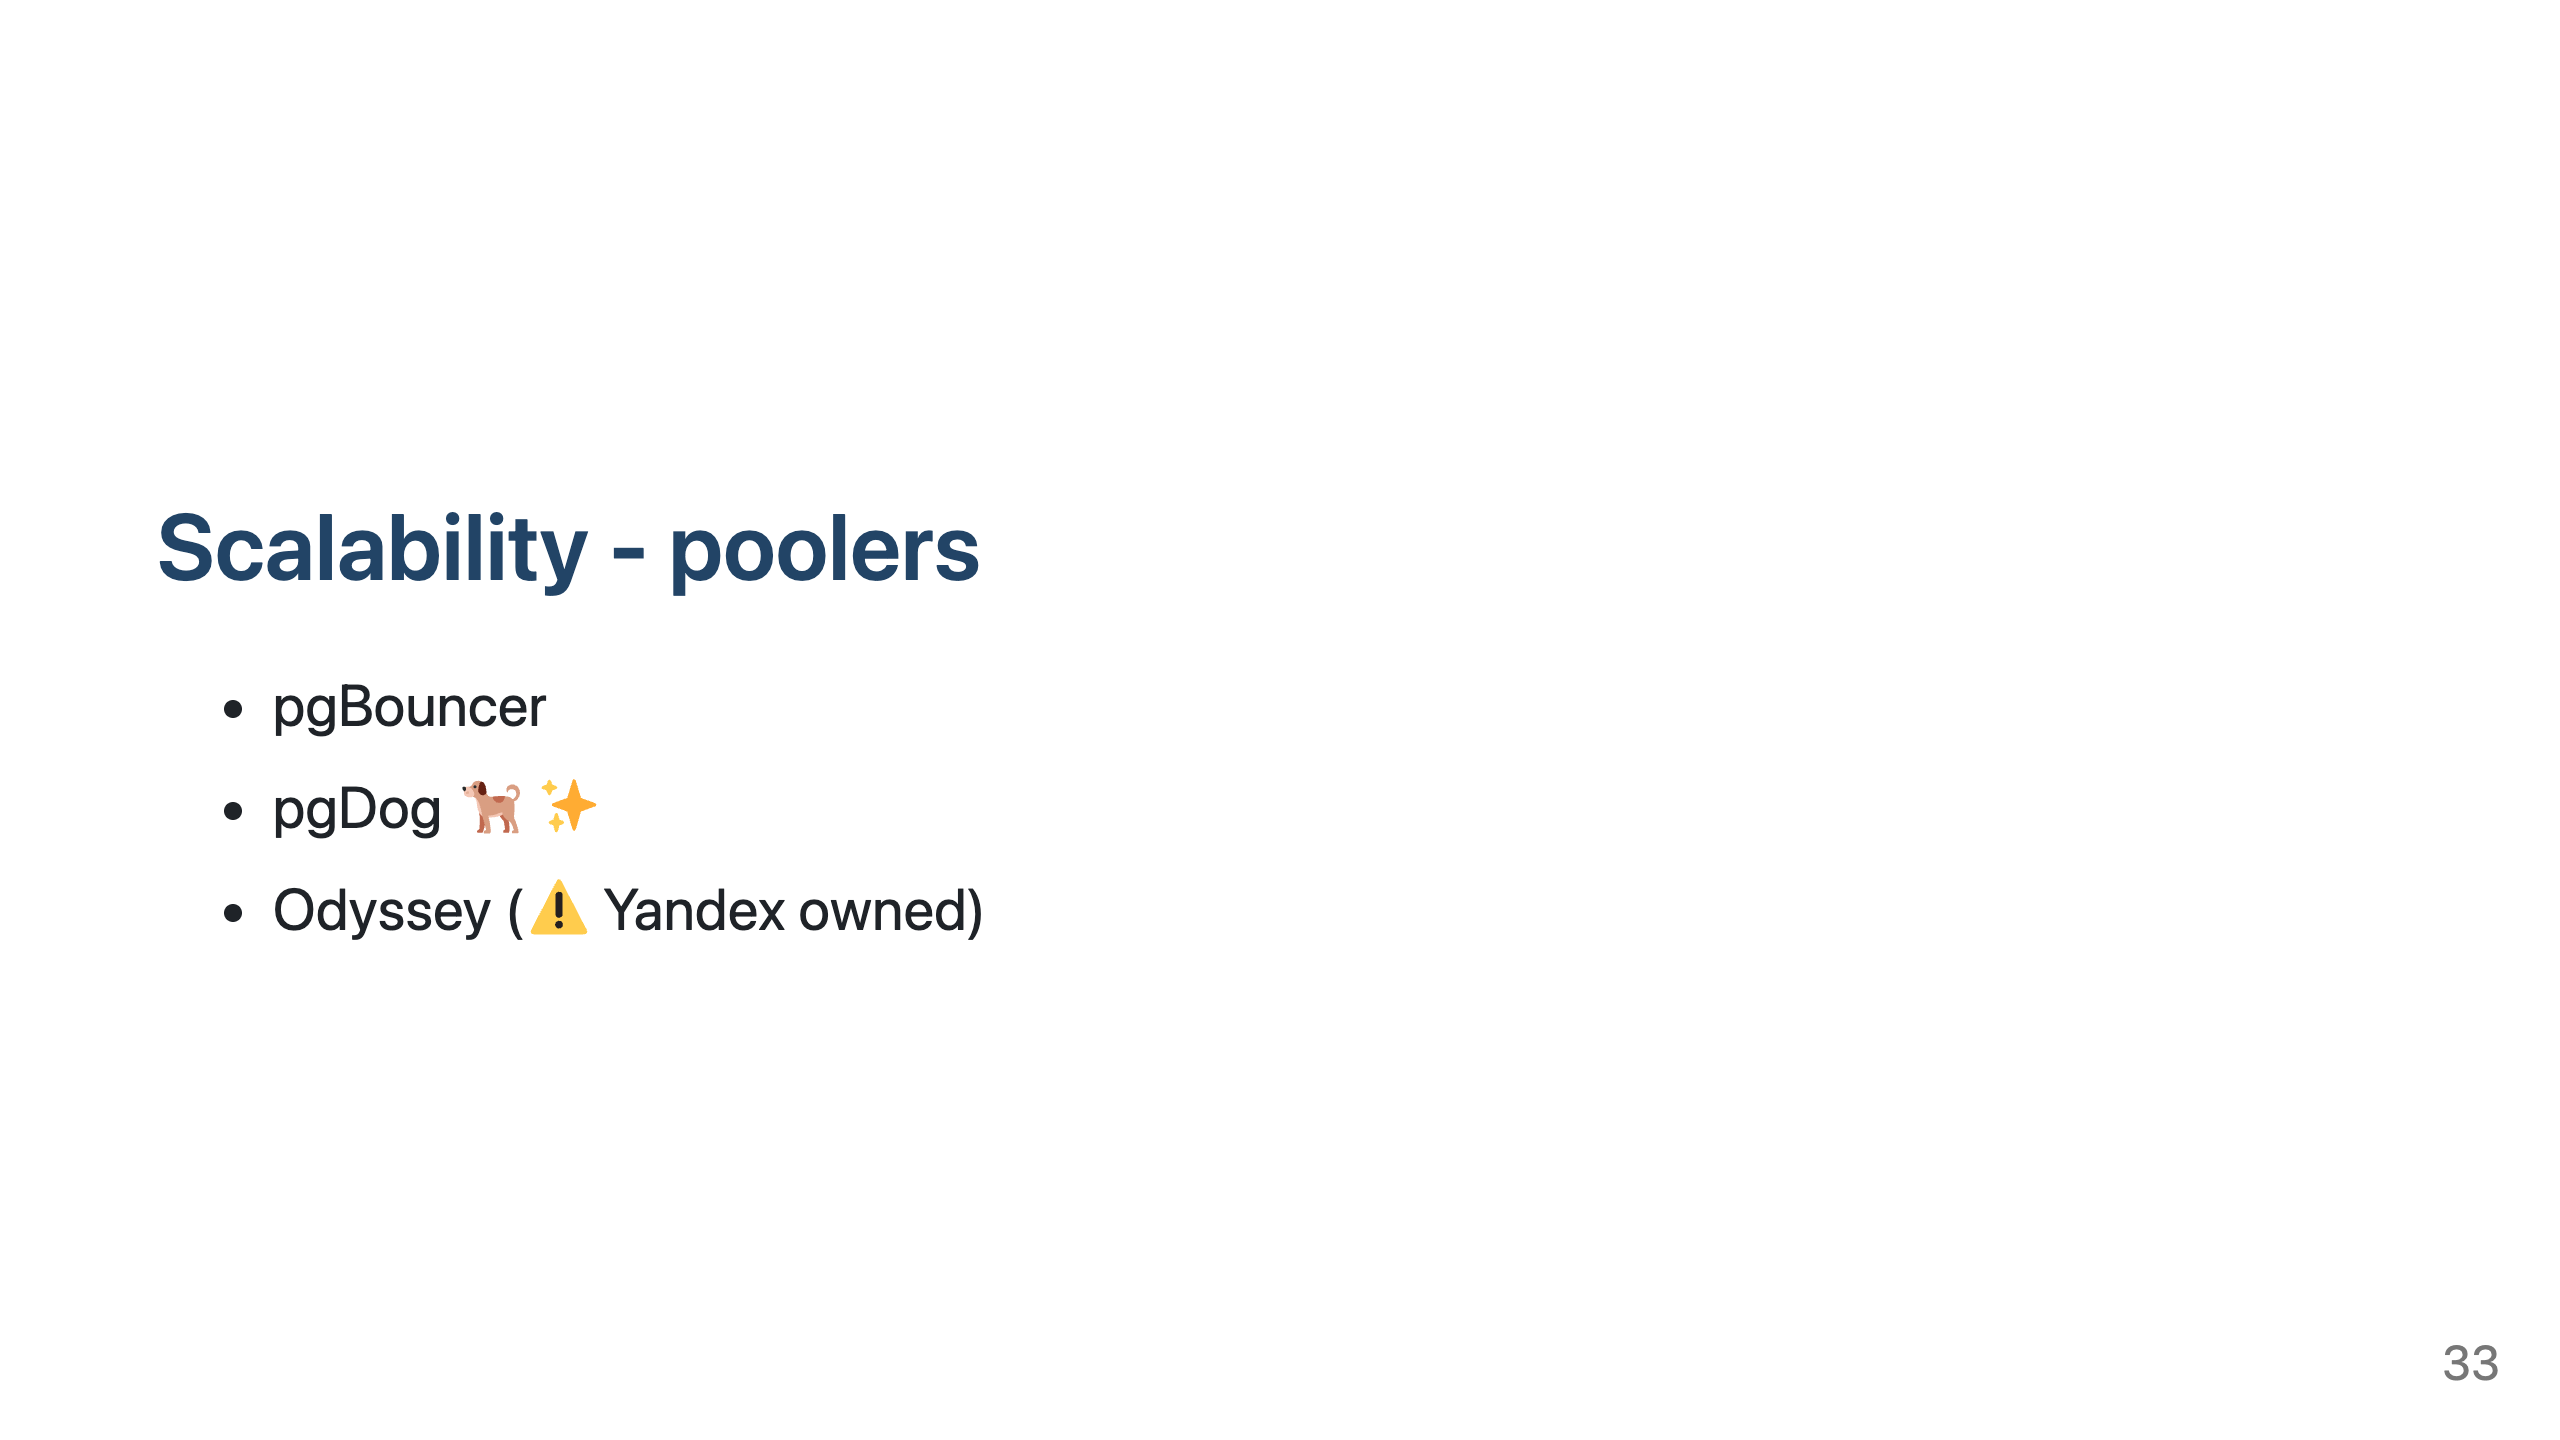 Scalability - poolers
• pgBouncer
• pgDog 🐕 ✨
• Odyssey (⚠️ Yandex owned)
33